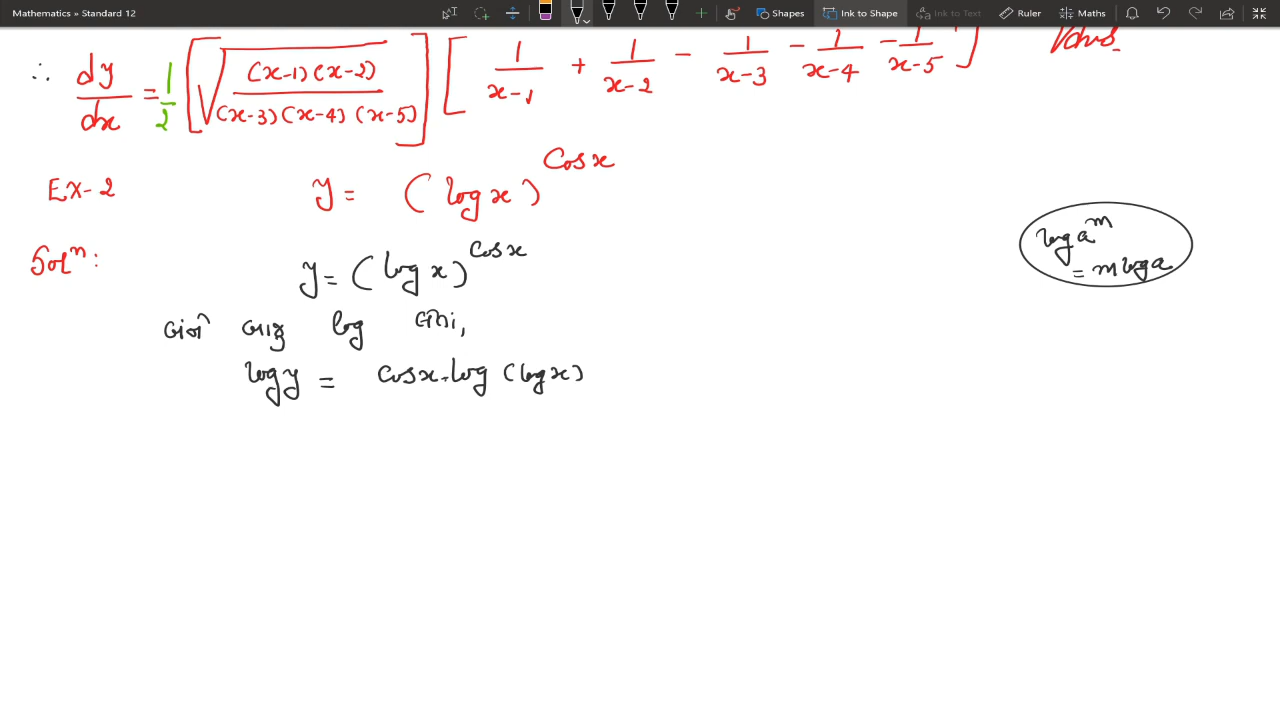 Mathematics » Standard 12
Shapes Ink to Shape Ink to Text Ruler Maths
∴ dy/dx = 1/2 [√((x-1)(x-2)/(x-3)(x-4)(x-5))] [1/(x-1) + 1/(x-2) - 1/(x-3) - 1/(x-4) - 1/(x-5)]
EX-2 y = (log x)^Cos x
Solⁿ: y = (log x)^Cos x
log a^m
= m log a
બંને બાજુ log લેતાં,
log y = cos x . log (log x)